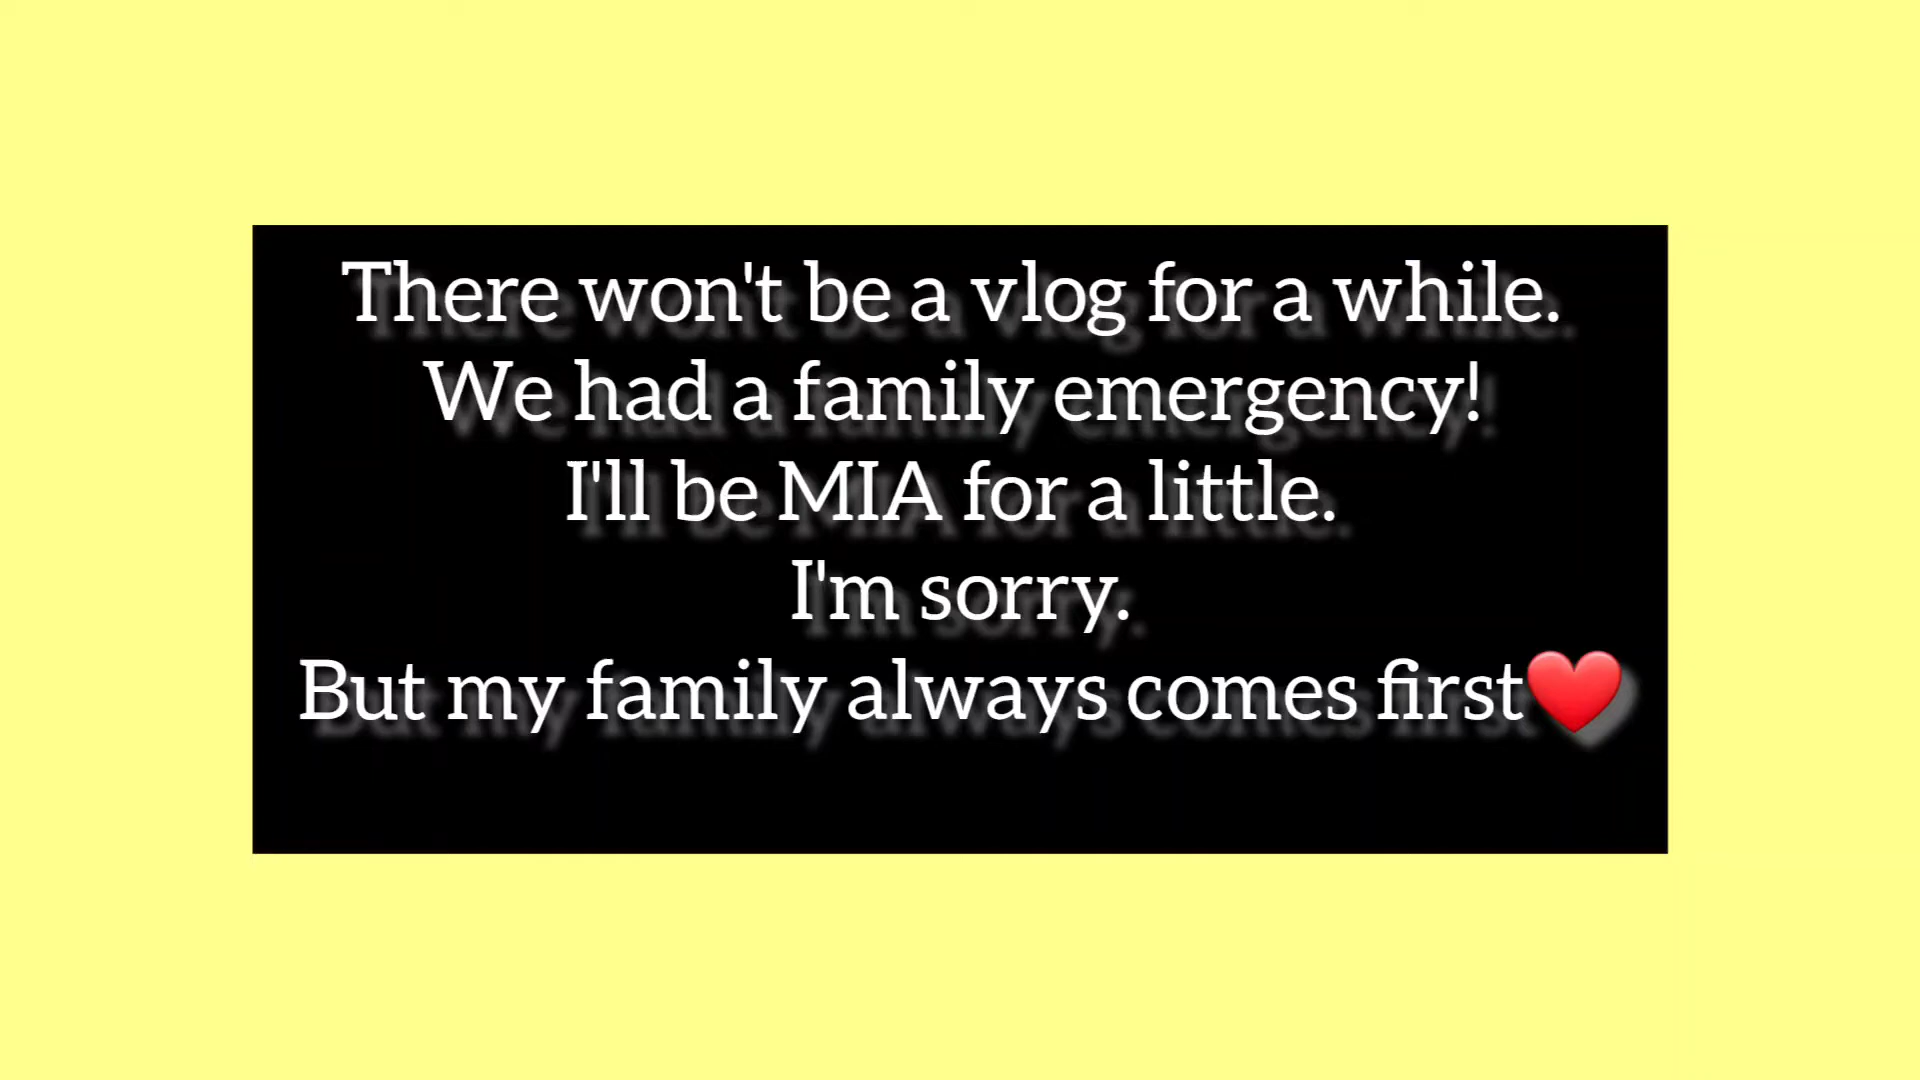 There won't be a vlog for a while.
We had a family emergency!
I'll be MIA for a little.
I'm sorry.
But my family always comes first❤️